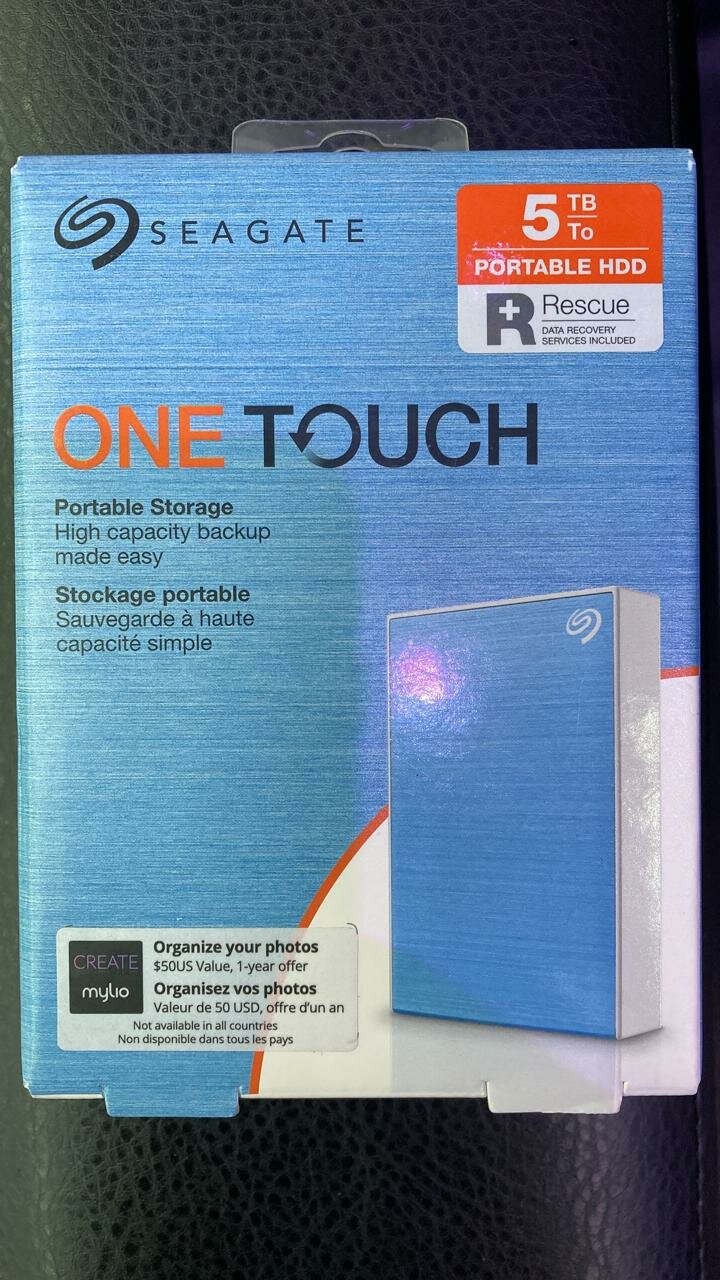 SEAGATE
5 TB
To
PORTABLE HDD
R Rescue
DATA RECOVERY
SERVICES INCLUDED
ONE TOUCH
Portable Storage
High capacity backup
made easy
Stockage portable
Sauvegarde à haute
capacité simple
CREATE
mylio
Organize your photos
$50US Value, 1-year offer
Organisez vos photos
Valeur de 50 USD, offre d'un an
Not available in all countries
Non disponible dans tous les pays